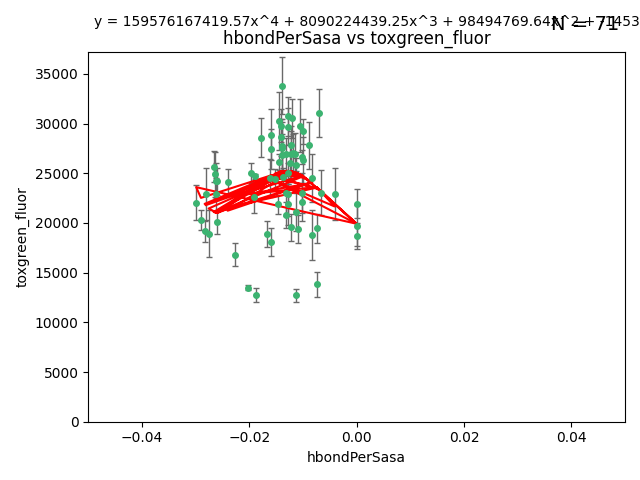 y = 159576167419.57x^4 + 8090224439.25x^3 + 98494769.64x^2 +
N = 71
hbondPerSasa vs toxgreen_fluor
35000
30000
25000
20000
15000
10000
5000
0
toxgreen_fluor
−0.04 −0.02 0.00 0.02 0.04
hbondPerSasa